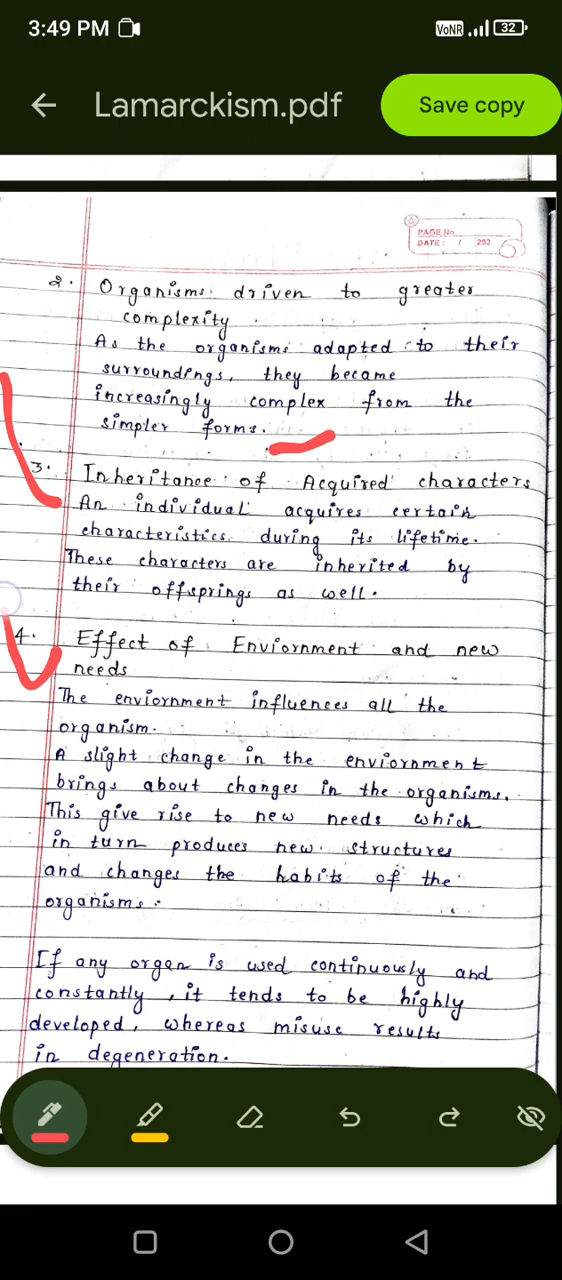 3:49 PM
VoNR
32
Lamarckism.pdf
Save copy
PAGE No
DATE: / 202
2. Organisms driven to greater
complexity
As the organisms adapted to their
surroundings, they became
increasingly complex from the
simpler forms.
3. Inheritance of Acquired characters
An individual acquires certain
characteristics during its lifetime.
These characters are inherited by
their offsprings as well.
4. Effect of Enviornment and new
needs
The enviornment influences all the
organism.
A slight change in the enviornment
brings about changes in the organisms.
This give rise to new needs which
in turn produces new structures
and changes the habits of the
organisms.
If any organ is used continuously and
constantly, it tends to be highly
developed, whereas misuse results
in degeneration.